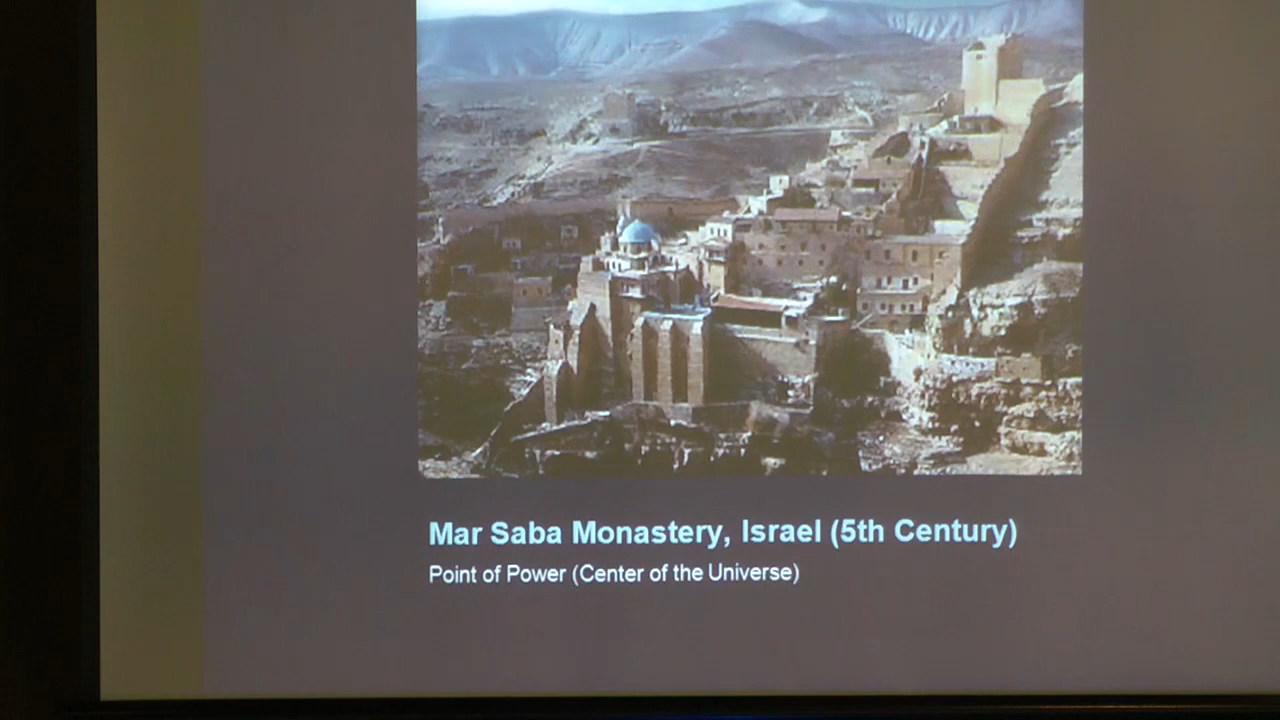 Mar Saba Monastery, Israel (5th Century)
Point of Power (Center of the Universe)